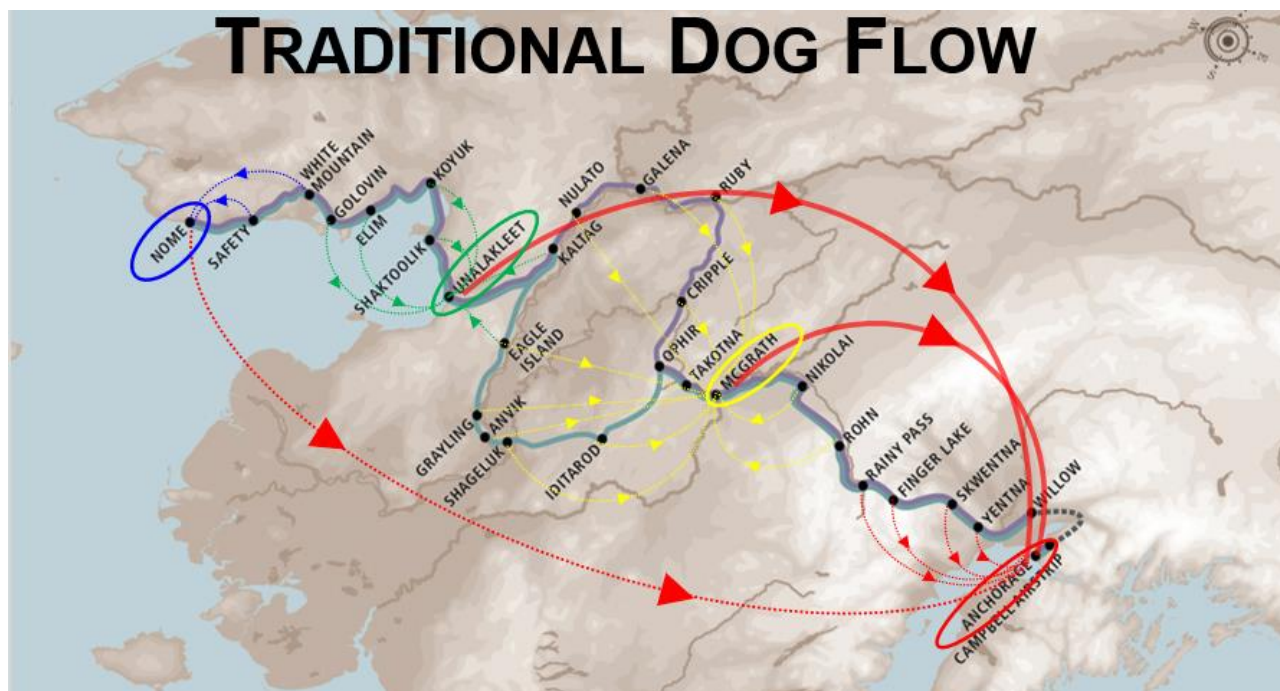 TRADITIONAL DOG FLOW
N
E
S
W
NOME
SAFETY
WHITE
MOUNTAIN
GOLOVIN
ELIM
KOYUK
SHAKTOOLIK
UNALAKLEET
KALTAG
NULATO
GALENA
RUBY
CRIPPLE
OPHIR
TAKOTNA
MCGRATH
NIKOLAI
EAGLE
ISLAND
GRAYLING
ANVIK
SHAGELUK
IDITAROD
ROHN
RAINY PASS
FINGER LAKE
SKWENTNA
YENTNA
WILLOW
ANCHORAGE
CAMPBELL AIRSTRIP